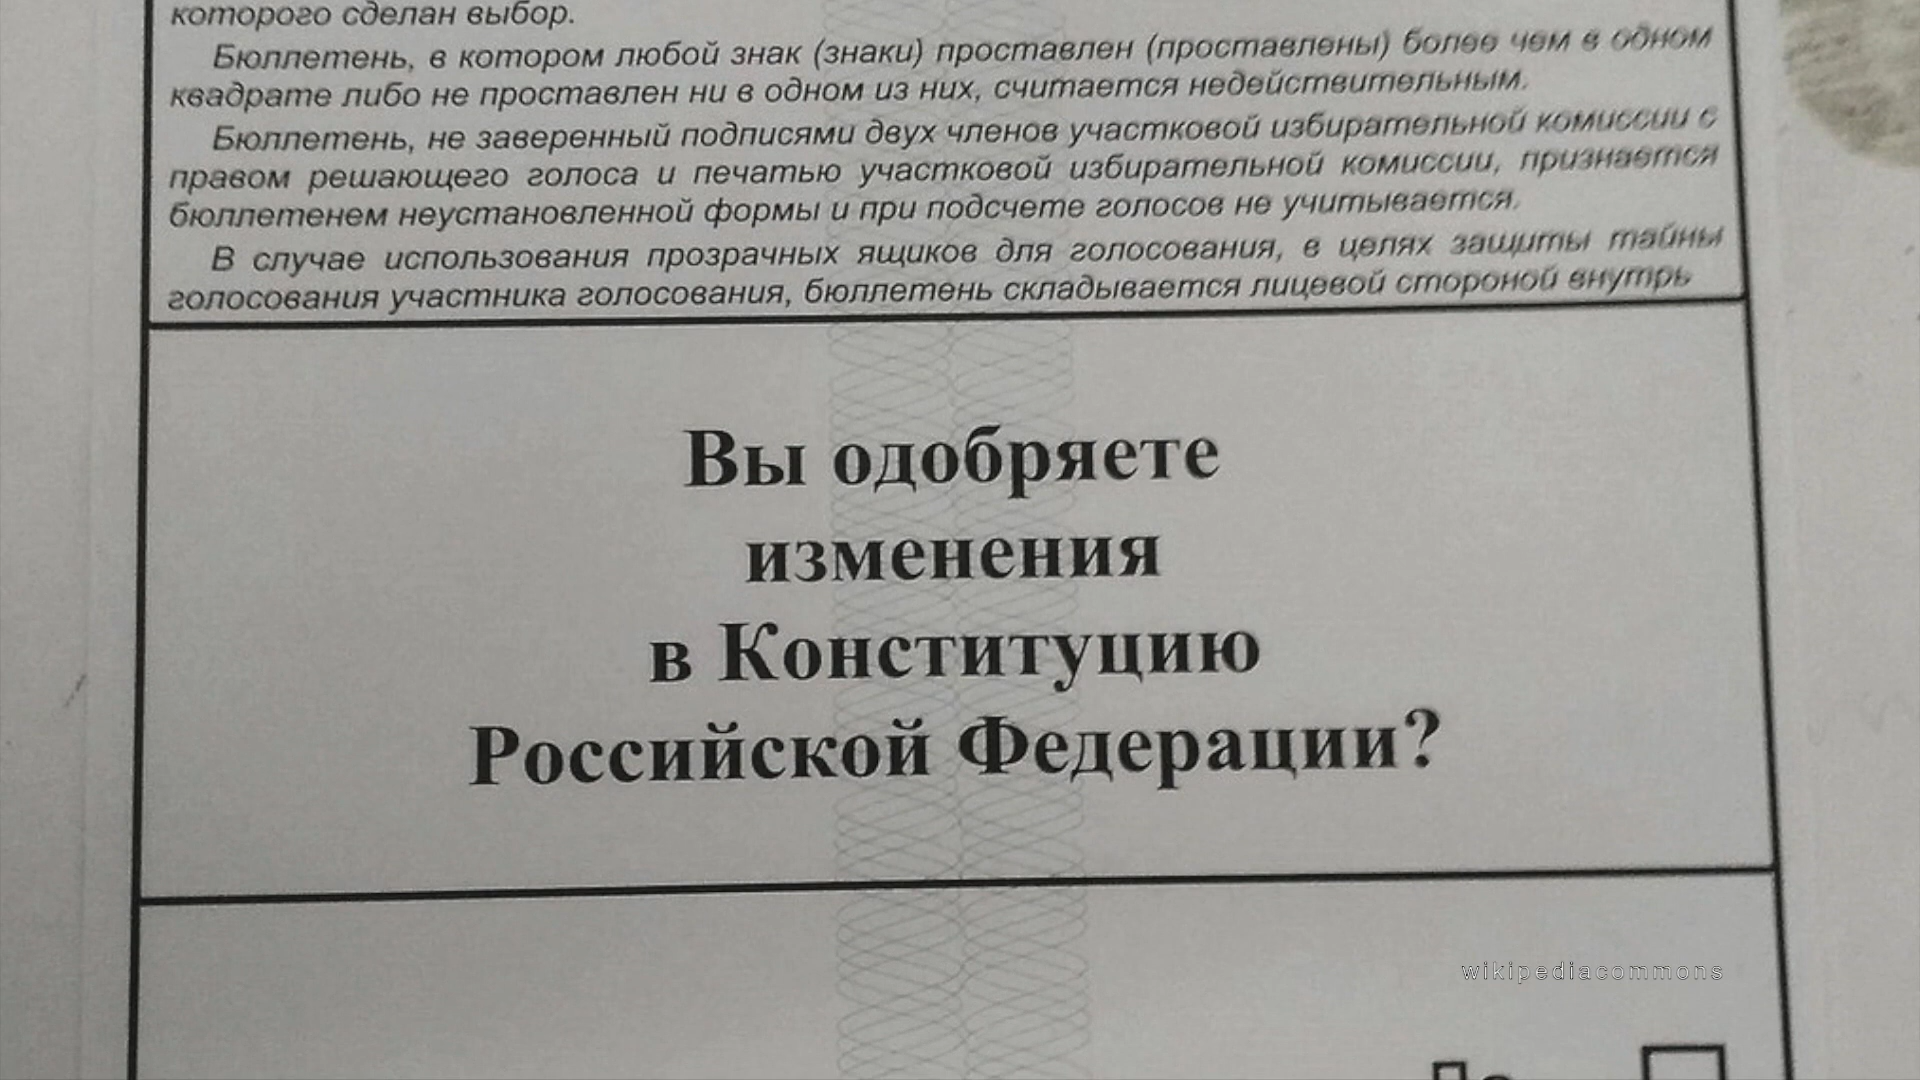 которого сделан выбор.
Бюллетень, в котором любой знак (знаки) проставлен (проставлены) более чем в одном
квадрате либо не проставлен ни в одном из них, считается недействительным.
Бюллетень, не заверенный подписями двух членов участковой избирательной комиссии с
правом решающего голоса и печатью участковой избирательной комиссии, признается
бюллетенем неустановленной формы и при подсчете голосов не учитывается.
В случае использования прозрачных ящиков для голосования, в целях защиты тайны
голосования участника голосования, бюллетень складывается лицевой стороной внутрь
Вы одобряете
изменения
в Конституцию
Российской Федерации?
wikipediacommons